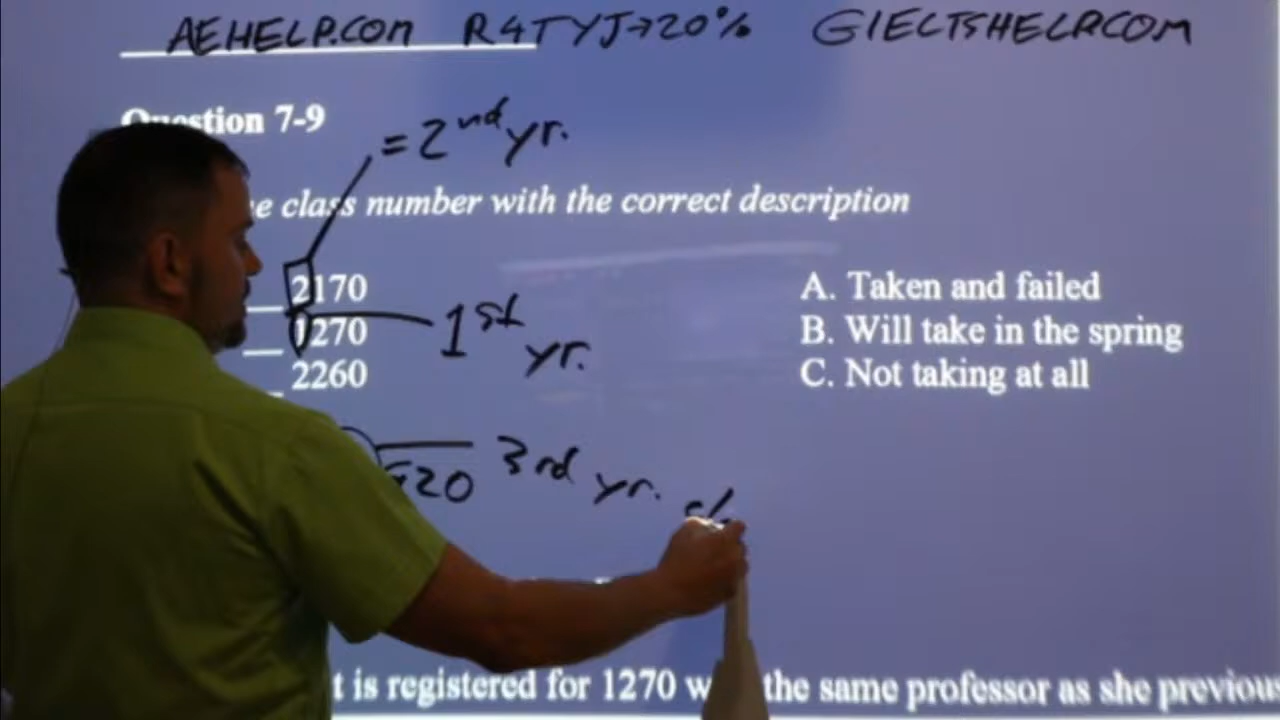 AEHELP.COM R4TYJ→20% GIELTSHELP.COM
Question 7-9
= 2nd yr.
class number with the correct description
2170 A. Taken and failed
1270 1st yr. B. Will take in the spring
2260 C. Not taking at all
20 3rd yr.
t is registered for 1270 the same professor as she previous